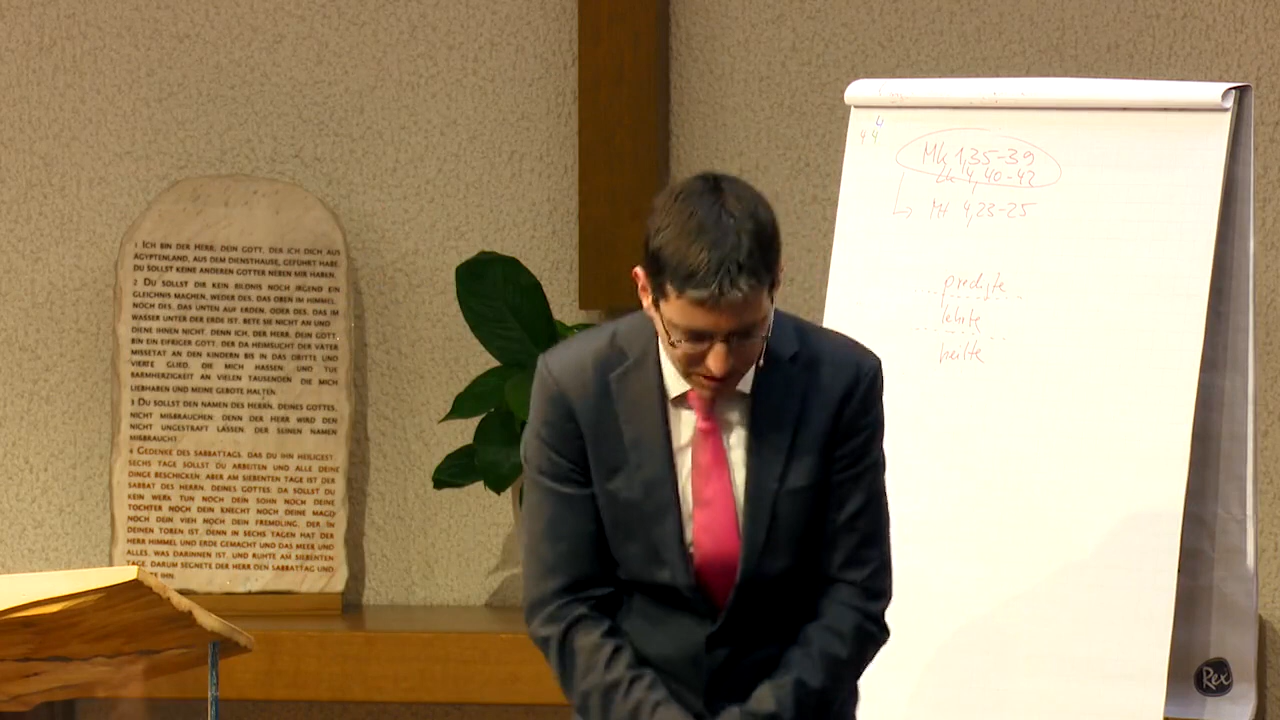 1 ICH BIN DER HERR, DEIN GOTT, DER ICH DICH AUS
ÄGYPTENLAND, AUS DEM DIENSTHAUSE, GEFÜHRT HABE.
DU SOLLST KEINE ANDEREN GÖTTER NEBEN MIR HABEN.
2 DU SOLLST DIR KEIN BILDNIS NOCH IRGEND EIN
GLEICHNIS MACHEN, WEDER DES, DAS OBEN IM HIMMEL,
NOCH DES, DAS UNTEN AUF ERDEN, ODER DES, DAS IM
WASSER UNTER DER ERDE IST. BETE SIE NICHT AN UND
DIENE IHNEN NICHT. DENN ICH, DER HERR, DEIN GOTT,
BIN EIN EIFRIGER GOTT, DER DA HEIMSUCHT DER VÄTER
MISSETAT AN DEN KINDERN BIS IN DAS DRITTE UND
VIERTE GLIED, DIE MICH HASSEN; UND TUE
BARMHERZIGKEIT AN VIELEN TAUSENDEN, DIE MICH
LIEBHABEN UND MEINE GEBOTE HALTEN.
3 DU SOLLST DEN NAMEN DES HERRN, DEINES GOTTES,
NICHT MISBRAUCHEN; DENN DER HERR WIRD DEN
NICHT UNGESTRAFT LASSEN, DER SEINEN NAMEN
MISBRAUCHT.
4 GEDENKE DES SABBATTAGS, DAS DU IHN HEILIGEST.
SECHS TAGE SOLLST DU ARBEITEN UND ALLE DEINE
DINGE BESCHICKEN; ABER AM SIEBENTEN TAGE IST DER
SABBAT DES HERRN, DEINES GOTTES; DA SOLLST DU
KEIN WERK TUN NOCH DEIN SOHN NOCH DEINE
TOCHTER NOCH DEIN KNECHT NOCH DEINE MAGD
NOCH DEIN VIEH NOCH DEIN FREMDLING, DER IN
DEINEN TOREN IST. DENN IN SECHS TAGEN HAT DER
HERR HIMMEL UND ERDE GEMACHT UND DAS MEER UND
ALLES, WAS DARINNEN IST, UND RUHTE AM SIEBENTEN
TAGE. DARUM SEGNETE DER HERR DEN SABBATTAG UND
IHN.
Mk 1,35-39
Lk 4,40-42
Mt 4,23-25
predigte
lehrte
heilte
Rex